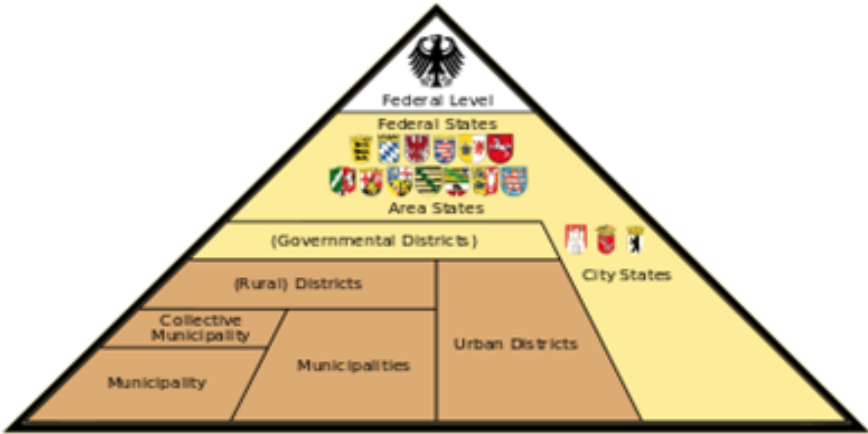 Federal Level
Federal States
Area States
(Governmental Districts)
City States
(Rural) Districts
Collective
Municipality
Urban Districts
Municipalities
Municipality